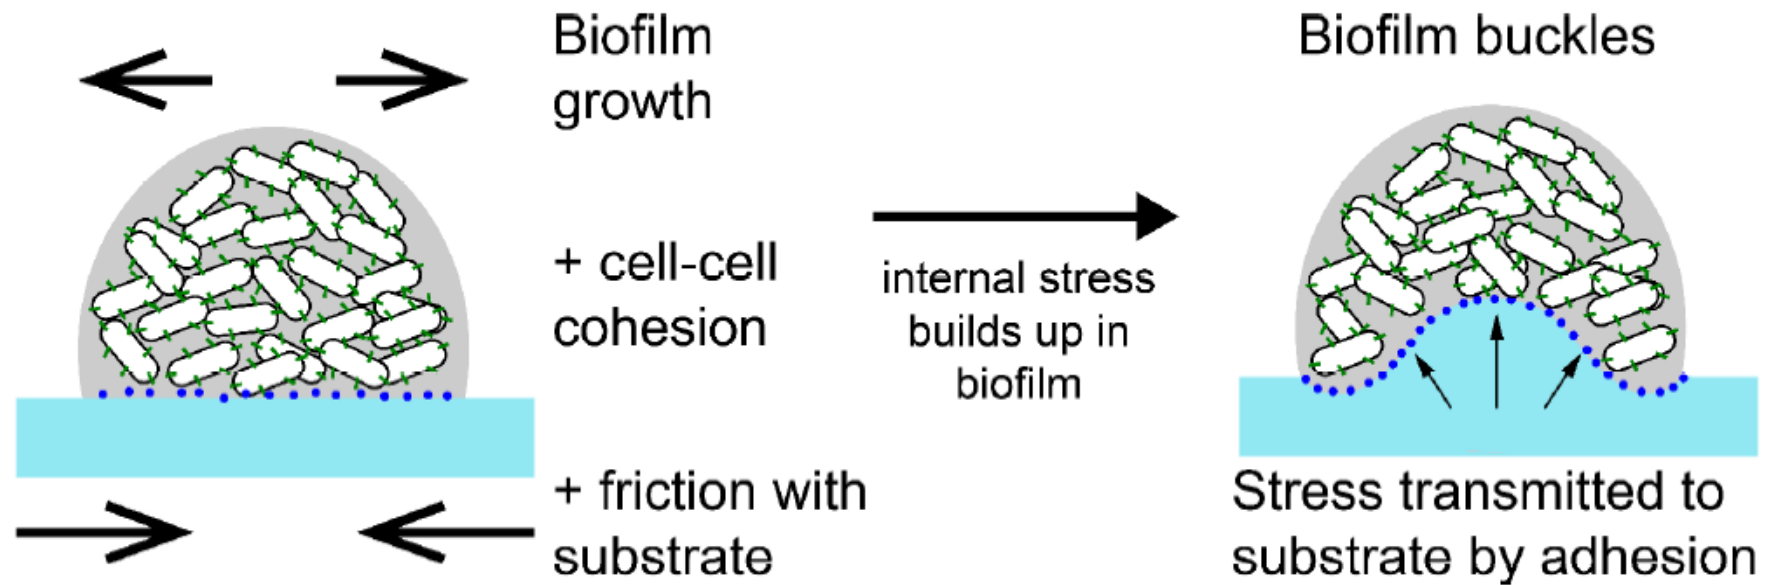 Biofilm
growth
+ cell-cell
cohesion
+ friction with
substrate
internal stress
builds up in
biofilm
Biofilm buckles
Stress transmitted to
substrate by adhesion